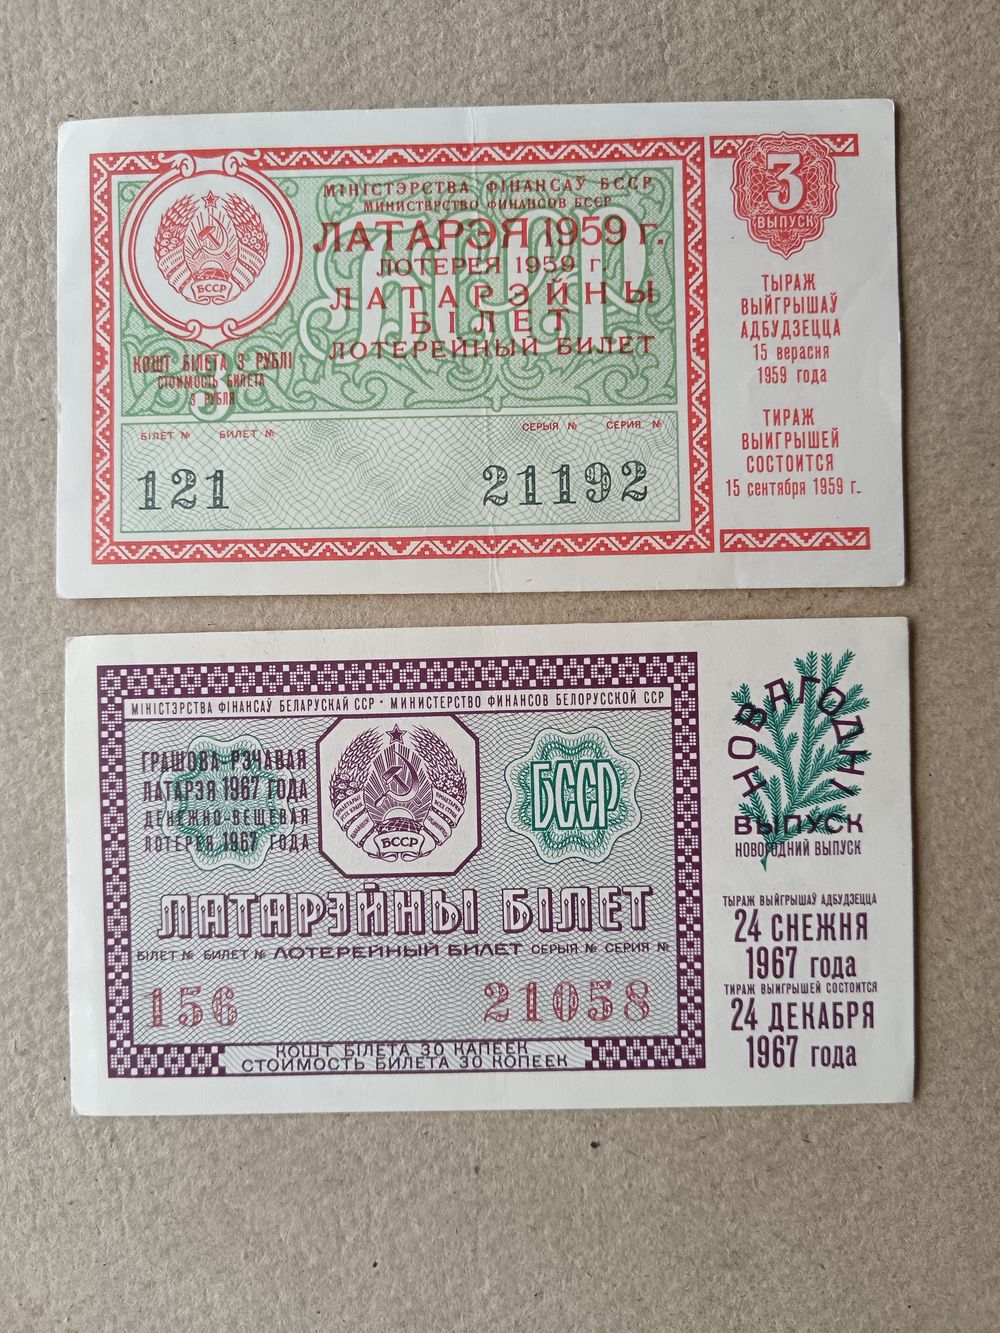 МІНІСТЭРСТВА ФІНАНСАЎ БССР
МИНИСТЕРСТВО ФИНАНСОВ БССР
ЛАТАРЭЯ 1959 г.
ЛОТЕРЕЯ 1959 г.
ЛАТАРЭЙНЫ
БІЛЕТ
ЛОТЕРЕЙНЫЙ БИЛЕТ
БССР
БССР
КОШТ БІЛЕТА 3 РУБЛІ
СТОИМОСТЬ БИЛЕТА
3 РУБЛЯ
3
БІЛЕТ № БИЛЕТ № СЕРЫЯ № СЕРИЯ №
121 21192
3
ВЫПУСК
ТЫРАЖ
ВЫЙГРЫШАЎ
АДБУДЗЕЦЦА
15 верасня
1959 года
ТИРАЖ
ВЫИГРЫШЕЙ
СОСТОИТСЯ
15 сентября 1959 г.
МІНІСТЭРСТВА ФІНАНСАЎ БЕЛАРУСКАЙ ССР • МИНИСТЕРСТВО ФИНАНСОВ БЕЛОРУССКОЙ ССР
ГРАШОВА РЭЧАВАЯ
ЛАТАРЭЯ 1967 ГОДА
ДЕНЕЖНО-ВЕЩЕВАЯ
ЛОТЕРЕЯ 1967 ГОДА
БССР
БССР
ЛАТАРЭЙНЫ БІЛЕТ
БІЛЕТ № БИЛЕТ № ЛОТЕРЕЙНЫЙ БИЛЕТ СЕРЫЯ № СЕРИЯ №
156 21058
КОШТ БІЛЕТА 30 КАПЕЕК
СТОИМОСТЬ БИЛЕТА 30 КОПЕЕК
НОВАГОДНІ
ВЫПУСК
НОВОГОДНИЙ ВЫПУСК
ТЫРАЖ ВЫЙГРЫШАЎ АДБУДЗЕЦЦА
24 СНЕЖНЯ
1967 года
ТИРАЖ ВЫИГРЫШЕЙ СОСТОИТСЯ
24 ДЕКАБРЯ
1967 года